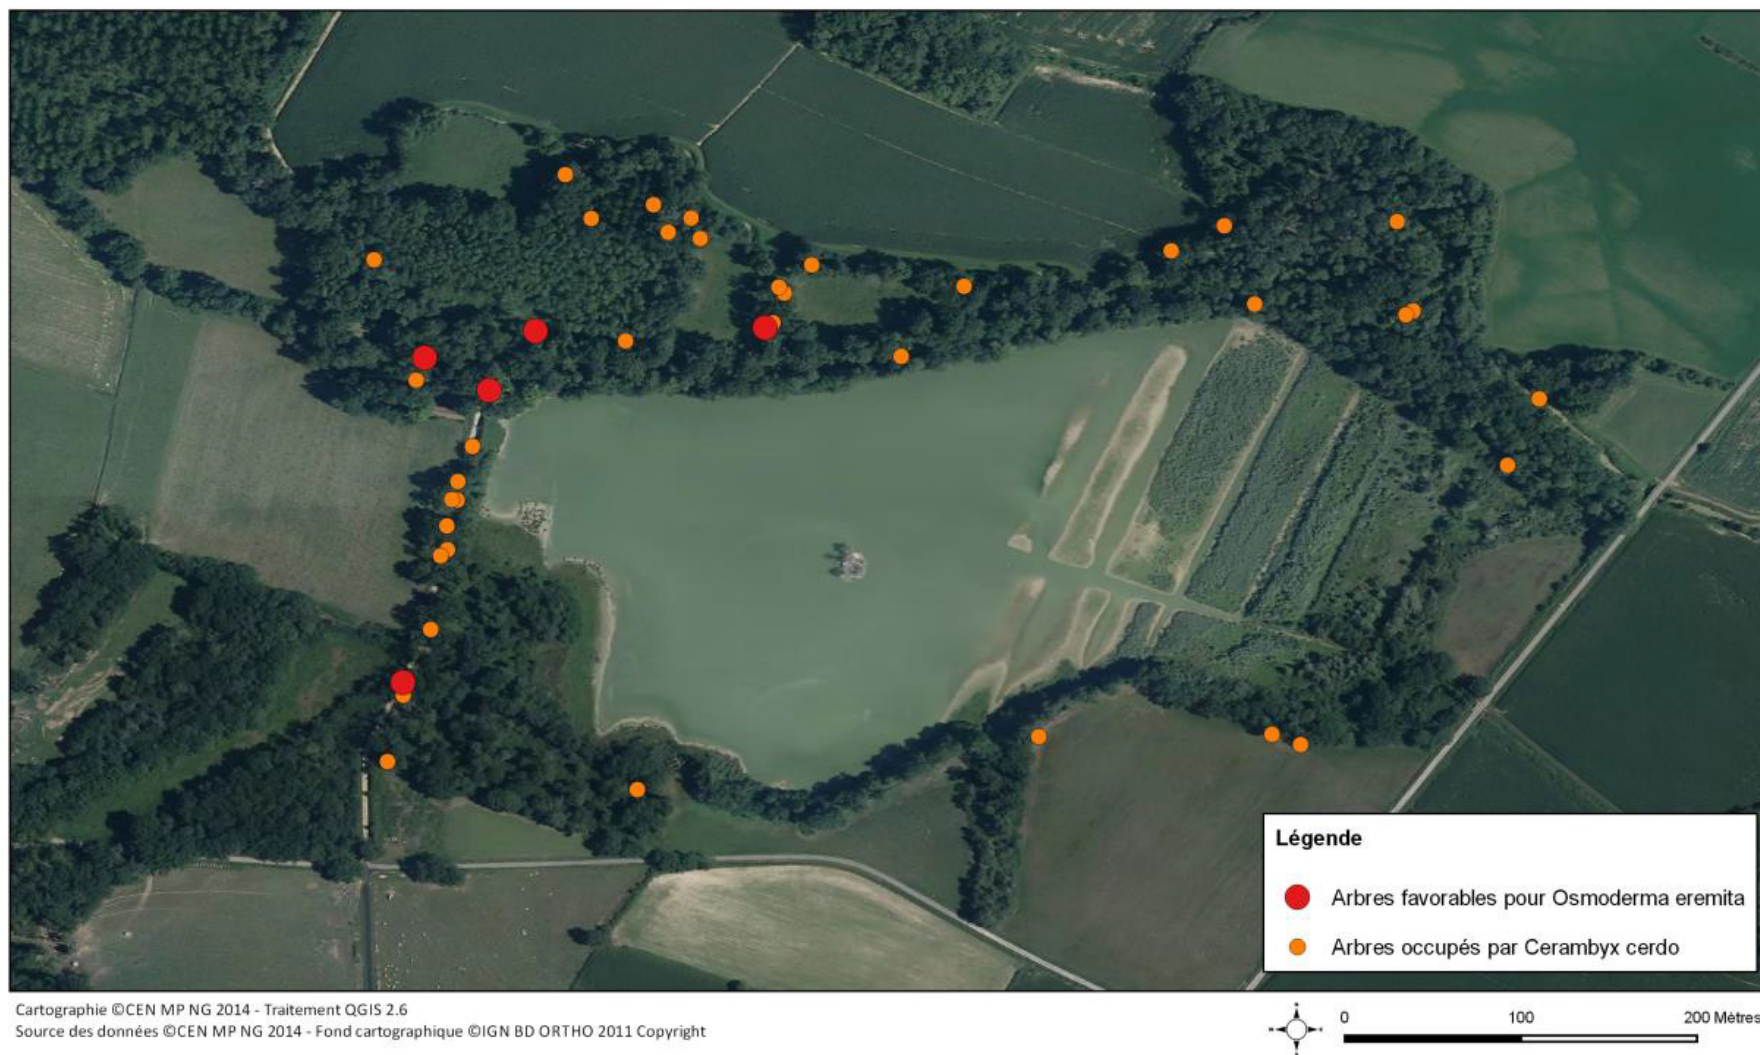 Légende
Arbres favorables pour Osmoderma eremita
Arbres occupés par Cerambyx cerdo
Cartographie ©CEN MP NG 2014 - Traitement QGIS 2.6
Source des données ©CEN MP NG 2014 - Fond cartographique ©IGN BD ORTHO 2011 Copyright
0 100 200 Mètres